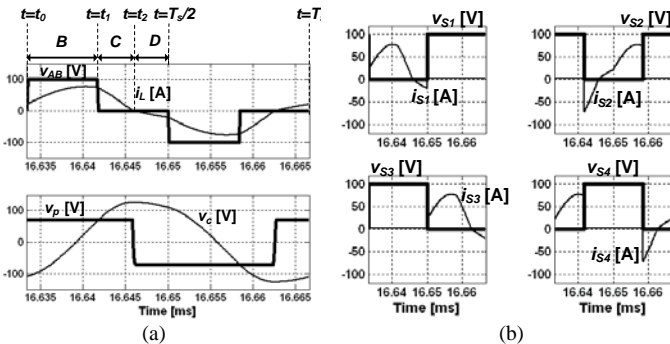 t=t0 t=t1 t=t2 t=Ts/2 t=T
B C D
vAB [V] iL [A]
100
0
-100
16.635 16.64 16.645 16.65 16.655 16.66 16.665
vp [V] vc [V]
100
0
-100
16.635 16.64 16.645 16.65 16.655 16.66 16.665
Time [ms]
(a)
vS1 [V]
100
50
0
-50
-100
iS1 [A]
16.64 16.65 16.66
vS2 [V]
100
50
0
-50
-100
iS2 [A]
16.64 16.65 16.66
vS3 [V]
100
50
0
-50
-100
iS3 [A]
16.64 16.65 16.66
Time [ms]
vS4 [V]
100
50
0
-50
-100
iS4 [A]
16.64 16.65 16.66
Time [ms]
(b)